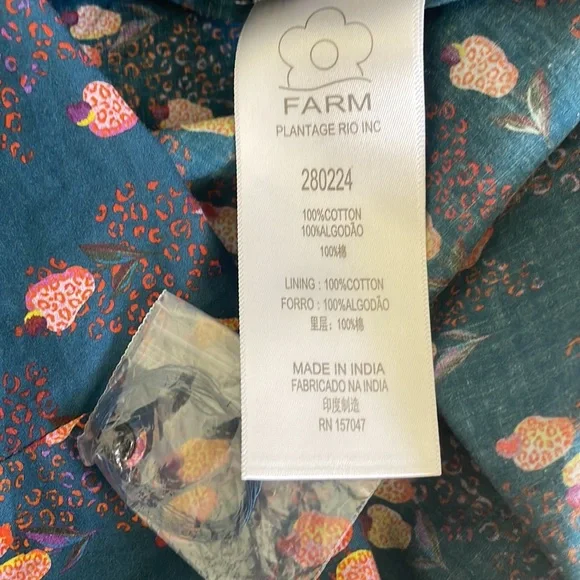 FARM
PLANTAGE RIO INC
280224
100%COTTON
100%ALGODÃO
100%棉
LINING : 100%COTTON
FORRO : 100%ALGODÃO
里层: 100%棉
MADE IN INDIA
FABRICADO NA INDIA
印度制造
RN 157047